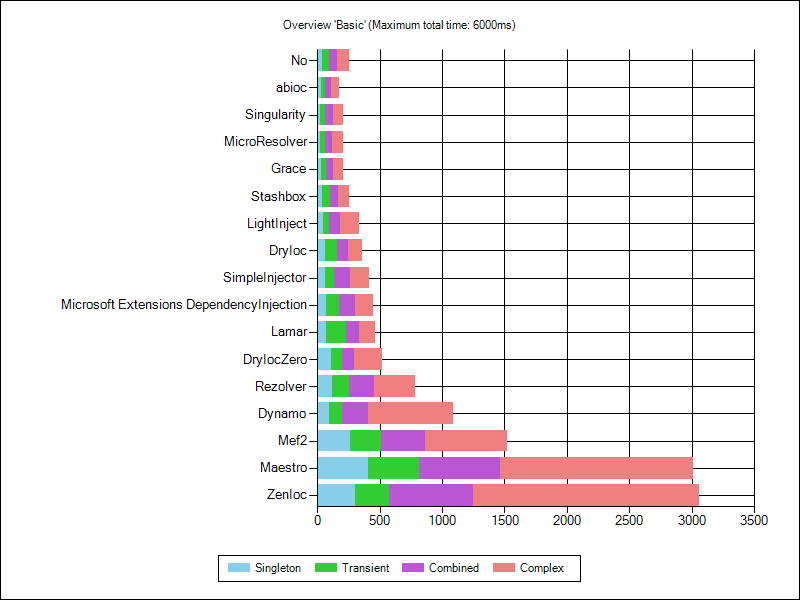 Overview 'Basic' (Maximum total time: 6000ms)
No
abioc
Singularity
MicroResolver
Grace
Stashbox
LightInject
DryIoc
SimpleInjector
Microsoft Extensions DependencyInjection
Lamar
DryIocZero
Rezolver
Dynamo
Mef2
Maestro
ZenIoc
0 500 1000 1500 2000 2500 3000 3500
Singleton Transient Combined Complex